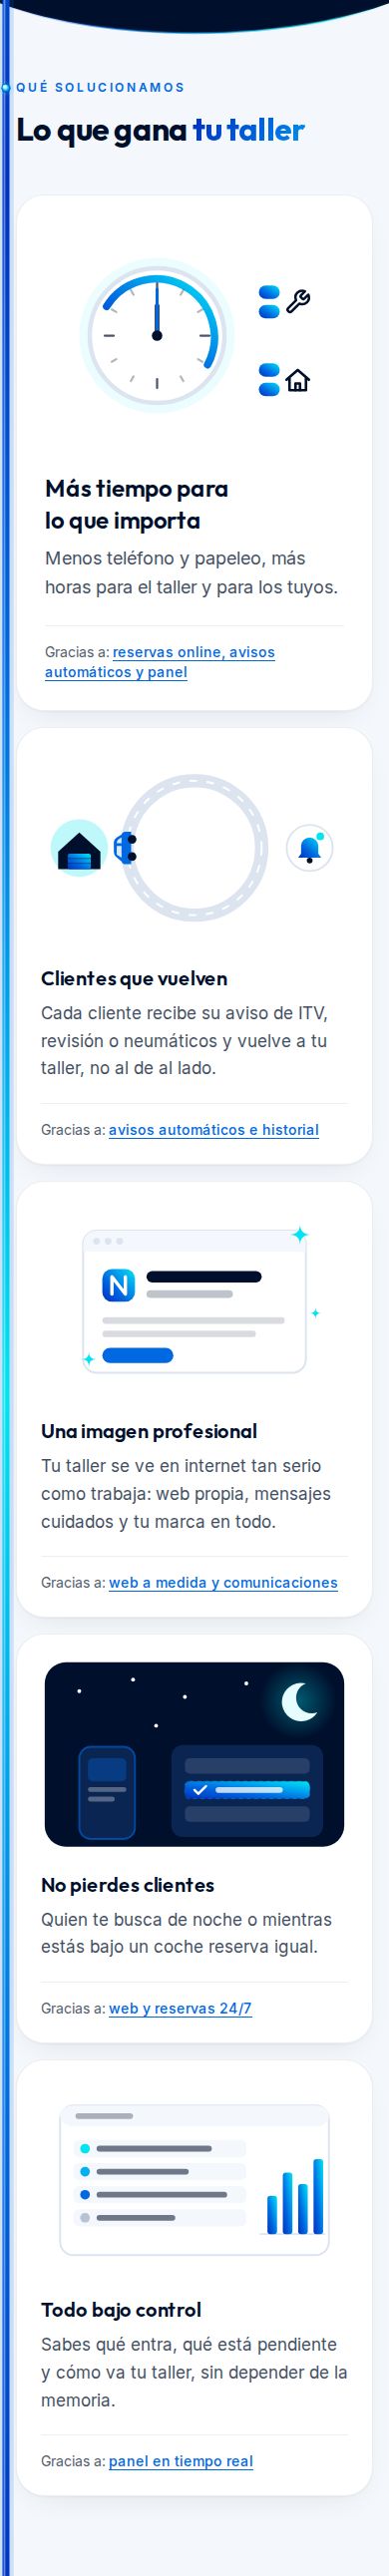 QUÉ SOLUCIONAMOS
Lo que gana tu taller
Más tiempo para
lo que importa
Menos teléfono y papeleo, más
horas para el taller y para los tuyos.
Gracias a: reservas online, avisos
automáticos y panel
Clientes que vuelven
Cada cliente recibe su aviso de ITV,
revisión o neumáticos y vuelve a tu
taller, no al de al lado.
Gracias a: avisos automáticos e historial
N
Una imagen profesional
Tu taller se ve en internet tan serio
como trabaja: web propia, mensajes
cuidados y tu marca en todo.
Gracias a: web a medida y comunicaciones
No pierdes clientes
Quien te busca de noche o mientras
estás bajo un coche reserva igual.
Gracias a: web y reservas 24/7
Todo bajo control
Sabes qué entra, qué está pendiente
y cómo va tu taller, sin depender de la
memoria.
Gracias a: panel en tiempo real